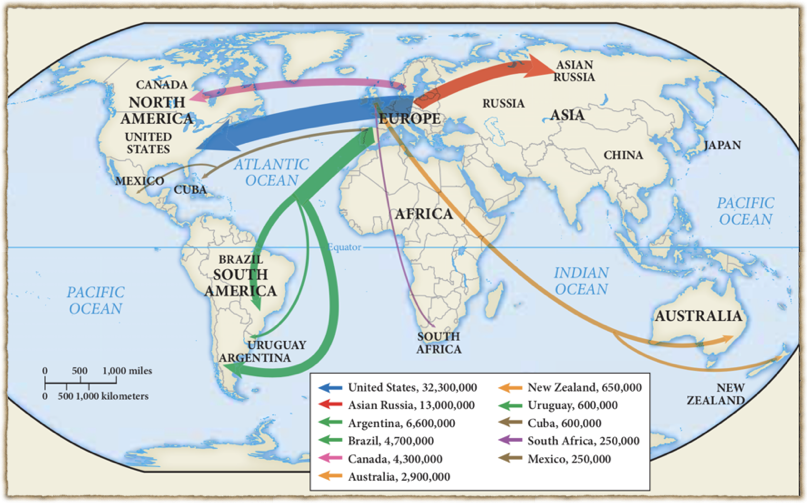 ASIAN
RUSSIA
CANADA
NORTH
AMERICA
RUSSIA
EUROPE
ASIA
UNITED
STATES
JAPAN
CHINA
ATLANTIC
OCEAN
MEXICO
CUBA
AFRICA
PACIFIC
OCEAN
Equator
BRAZIL
SOUTH
AMERICA
INDIAN
OCEAN
PACIFIC
OCEAN
AUSTRALIA
URUGUAY
ARGENTINA
SOUTH
AFRICA
0 500 1,000 miles
0 500 1,000 kilometers
NEW
ZEALAND
United States, 32,300,000
Asian Russia, 13,000,000
Argentina, 6,600,000
Brazil, 4,700,000
Canada, 4,300,000
Australia, 2,900,000
New Zealand, 650,000
Uruguay, 600,000
Cuba, 600,000
South Africa, 250,000
Mexico, 250,000